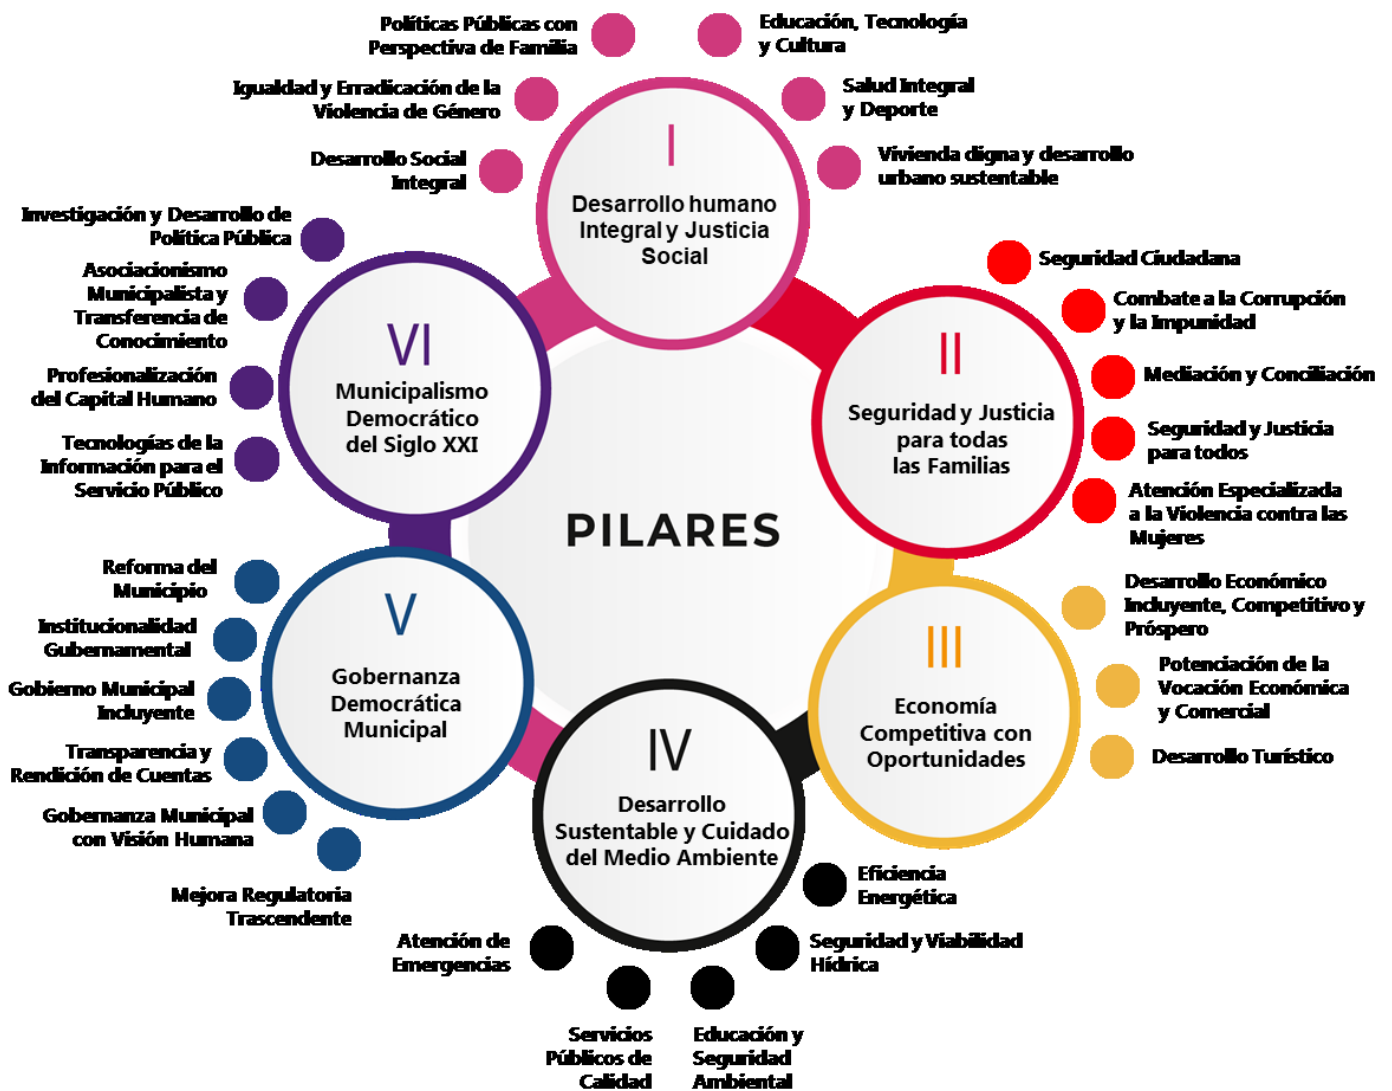 Políticas Públicas con
Perspectiva de Familia
Educación, Tecnología
y Cultura
Igualdad y Erradicación de la
Violencia de Género
Salud Integral
y Deporte
Desarrollo Social
Integral
Vivienda digna y desarrollo
urbano sustentable
I
Desarrollo humano
Integral y Justicia
Social
Seguridad Ciudadana
Combate a la Corrupción
y la Impunidad
Mediación y Conciliación
Seguridad y Justicia
para todos
Atención Especializada
a la Violencia contra las
Mujeres
II
Seguridad y Justicia
para todas
las Familias
Investigación y Desarrollo de
Política Pública
Asociacionismo
Municipalista y
Transferencia de
Conocimiento
Profesionalización
del Capital Humano
Tecnologías de la
Información para el
Servicio Público
VI
Municipalismo
Democrático
del Siglo XXI
PILARES
Desarrollo Económico
Incluyente, Competitivo y
Próspero
Potenciación de la
Vocación Económica
y Comercial
Desarrollo Turístico
III
Economía
Competitiva con
Oportunidades
Reforma del
Municipio
Institucionalidad
Gubernamental
Gobierno Municipal
Incluyente
Transparencia y
Rendición de Cuentas
Gobernanza Municipal
con Visión Humana
Mejora Regulatoria
Trascendente
V
Gobernanza
Democrática
Municipal
IV
Desarrollo
Sustentable y Cuidado
del Medio Ambiente
Eficiencia
Energética
Seguridad y Viabilidad
Hídrica
Atención de
Emergencias
Servicios
Públicos de
Calidad
Educación y
Seguridad
Ambiental